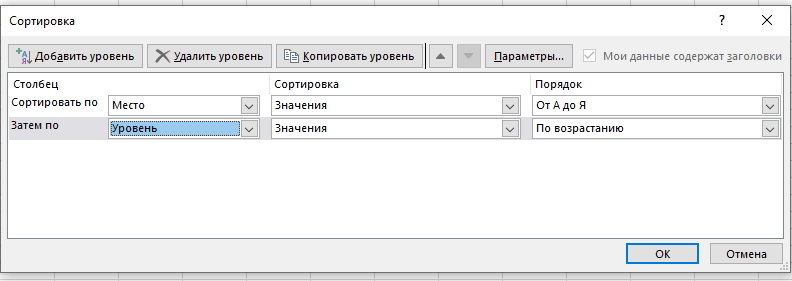 Сортировка
? ×
Добавить уровень Удалить уровень Копировать уровень Параметры... Мои данные содержат заголовки
Столбец Сортировка Порядок
Сортировать по Место Значения От А до Я
Затем по Уровень Значения По возрастанию
ОК Отмена